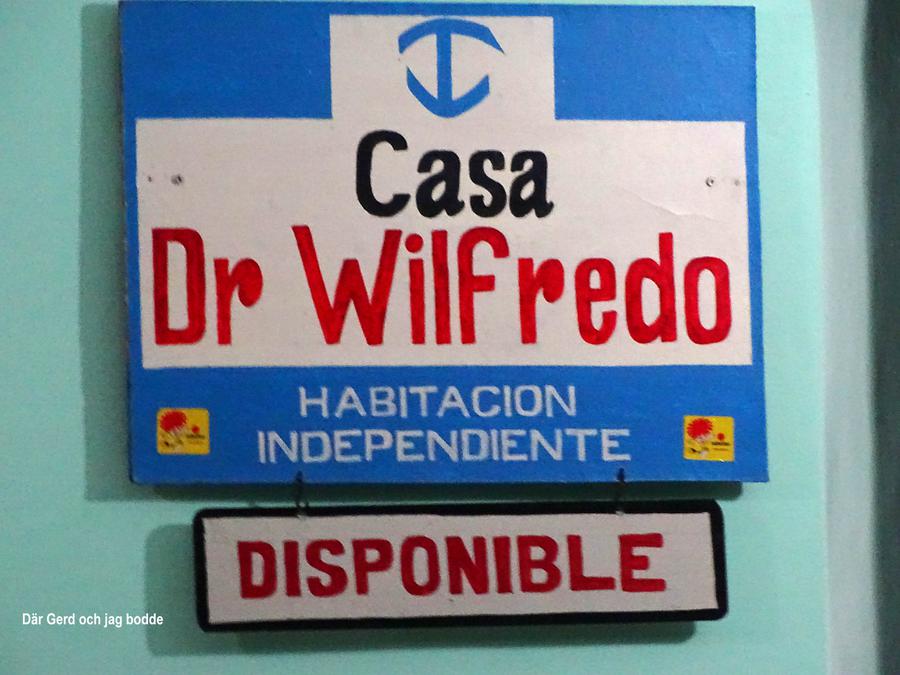 Casa
Dr Wilfredo
HABITACION
INDEPENDIENTE
DISPONIBLE
Där Gerd och jag bodde